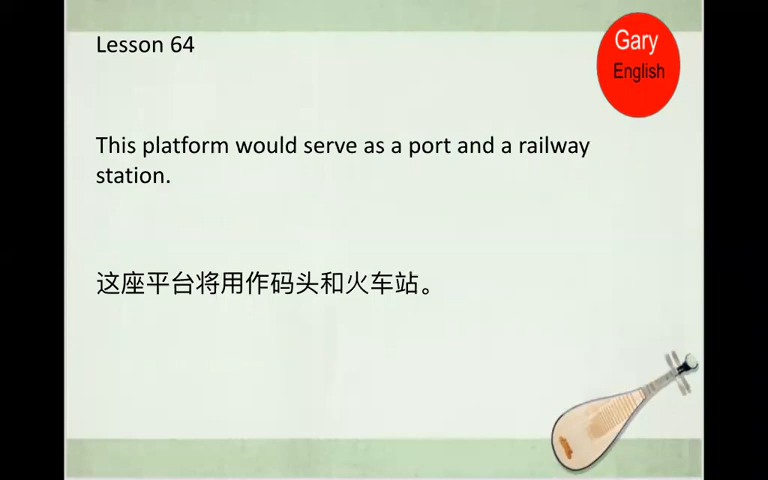 Lesson 64
Gary
English
This platform would serve as a port and a railway
station.
这座平台将用作码头和火车站。